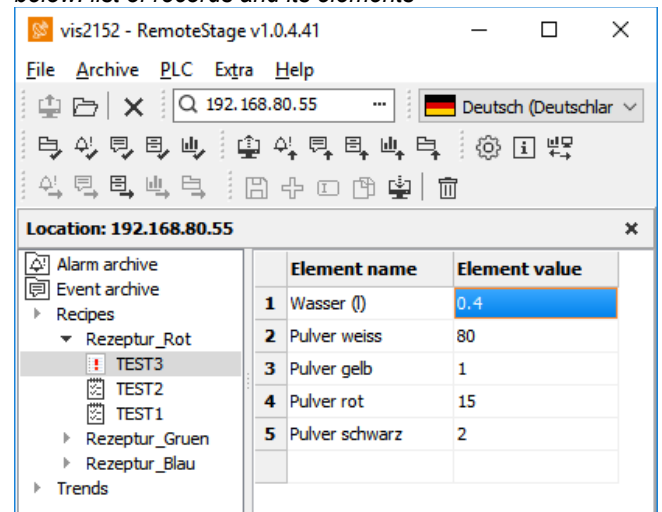 below: list of records and its elements
vis2152 - RemoteStage v1.0.4.41
File Archive PLC Extra Help
192.168.80.55 ... Deutsch (Deutschlar
Location: 192.168.80.55
Alarm archive
Event archive
Recipes
Rezeptur_Rot
TEST3
TEST2
TEST1
Rezeptur_Gruen
Rezeptur_Blau
Trends
Element name Element value
1 Wasser (l) 0.4
2 Pulver weiss 80
3 Pulver gelb 1
4 Pulver rot 15
5 Pulver schwarz 2